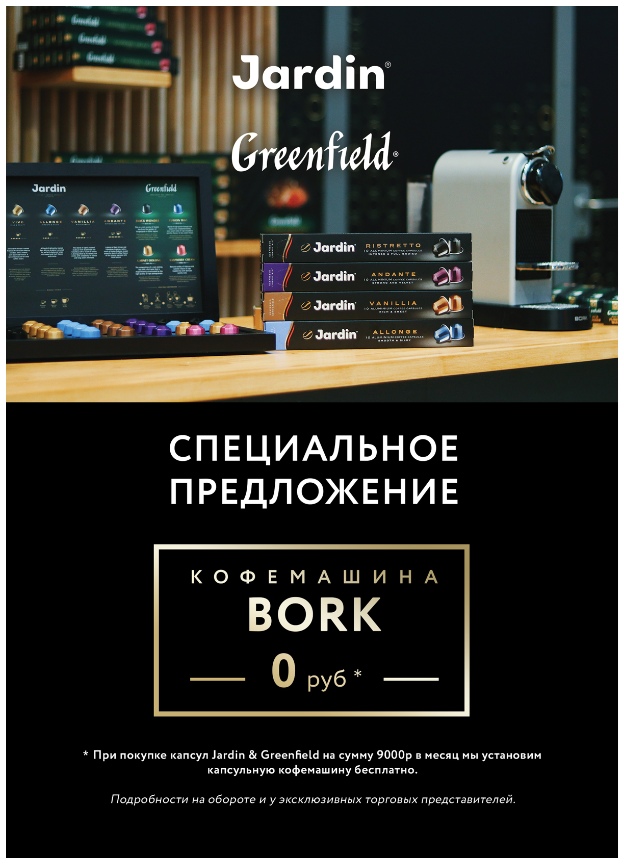 Jardin®
Greenfield®
Jardin
Greenfield
Jardin RISTRETTO
Jardin ANDANTE
Jardin VANILLIA
Jardin ALLONGE
BORK
СПЕЦИАЛЬНОЕ
ПРЕДЛОЖЕНИЕ
КОФЕМАШИНА
BORK
0 руб *
* При покупке капсул Jardin & Greenfield на сумму 9000р в месяц мы установим
капсульную кофемашину бесплатно.
Подробности на обороте и у эксклюзивных торговых представителей.